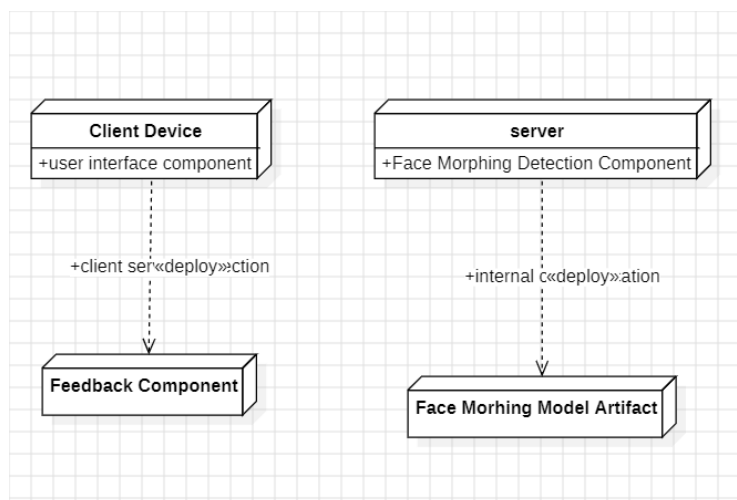 Client Device
+user interface component
server
+Face Morphing Detection Component
+client ser«deploy»ection
+internal c«deploy»ation
Feedback Component
Face Morhing Model Artifact